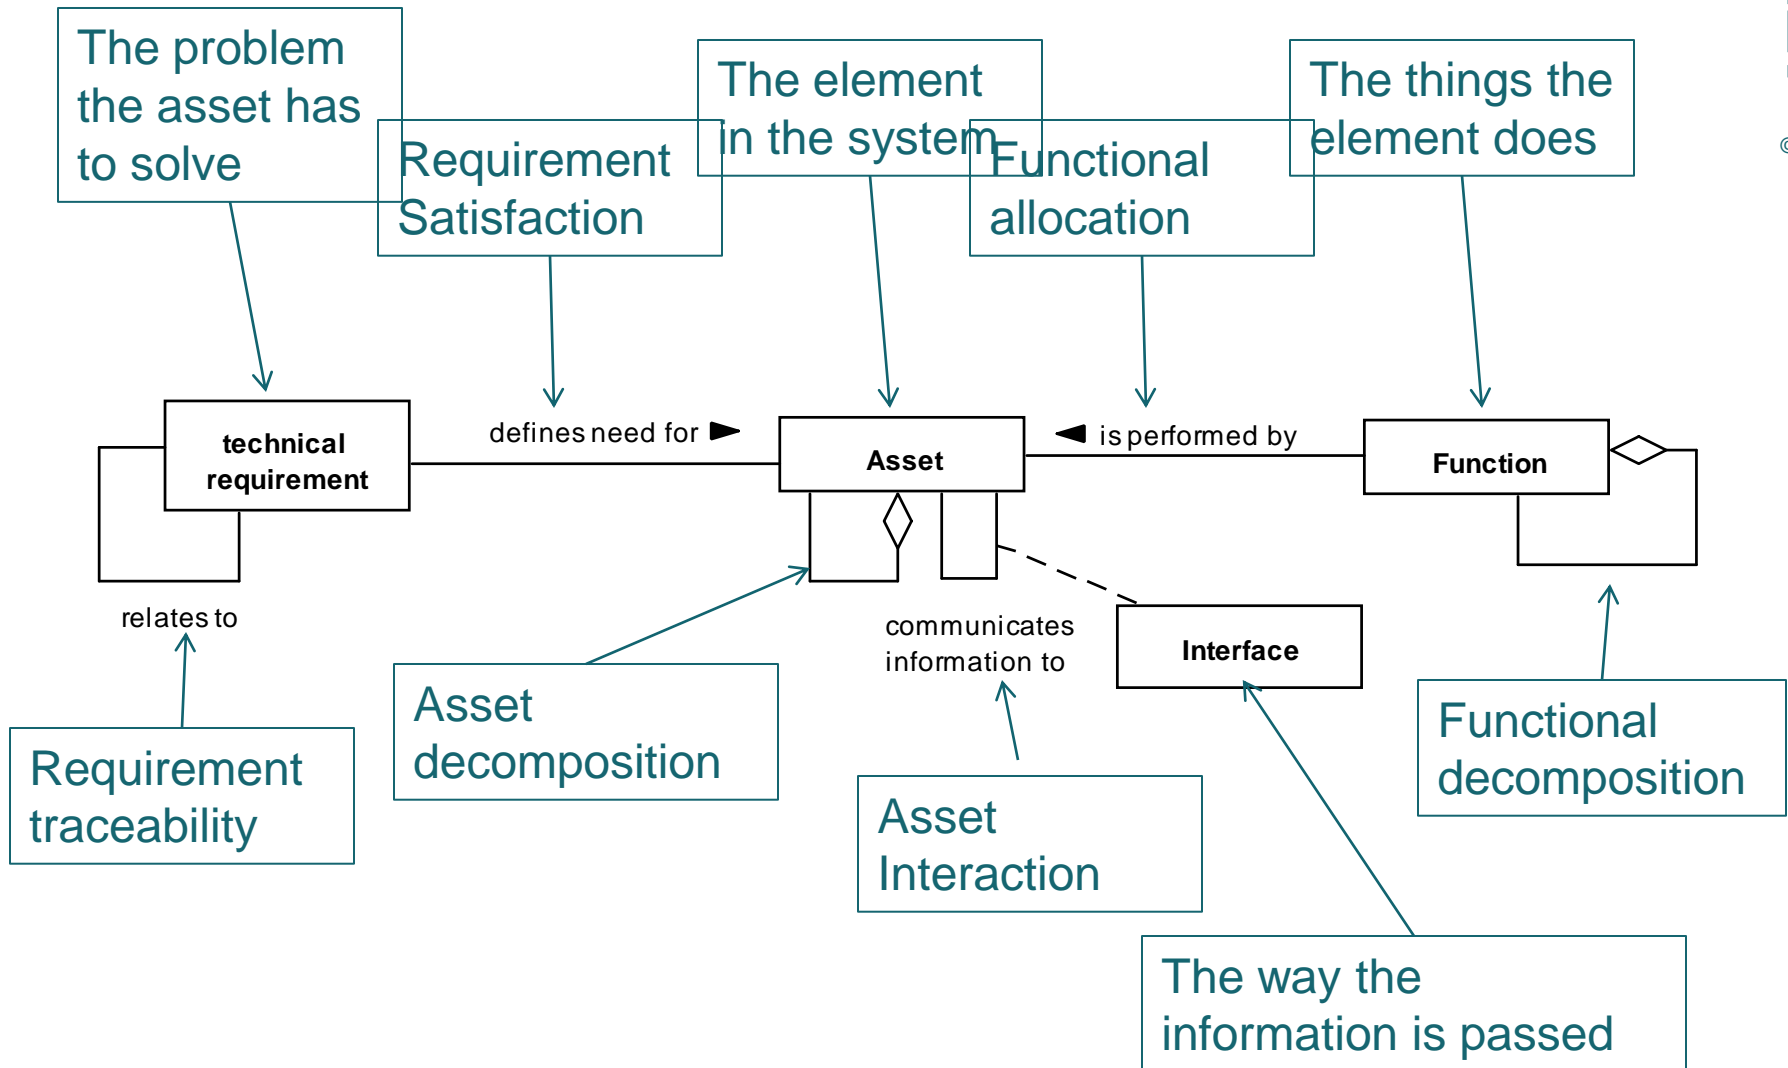 The problem
the asset has
to solve
Requirement
Satisfaction
The element
in the system
Functional
allocation
The things the
element does
©
technical
requirement
defines need for
Asset
is performed by
Function
relates to
communicates
information to
Interface
Requirement
traceability
Asset
decomposition
Asset
Interaction
Functional
decomposition
The way the
information is passed